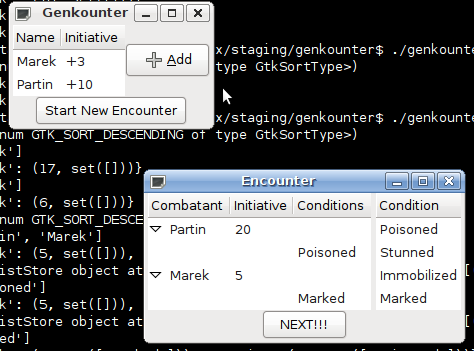 Genkounter
Name Initiative
Marek +3
Partin +10
Add
Start New Encounter
x/staging/genkounter$ ./genkounte
type GtkSortType>)
x/staging/genkounter$ ./genkounte
num GTK_SORT_DESCENDING of type GtkSortType>)
k': (17, set([]))}
k']
k': (6, set([]))}
num GTK_SORT_DESCE
in', 'Marek']
k': (5, set([])),
istStore object at
oned']
k': (5, set([])),
istStore object at
ed']
Encounter
Combatant Initiative Conditions Condition
Partin 20 Poisoned
Poisoned Stunned
Marek 5 Immobilized
Marked Marked
NEXT!!!